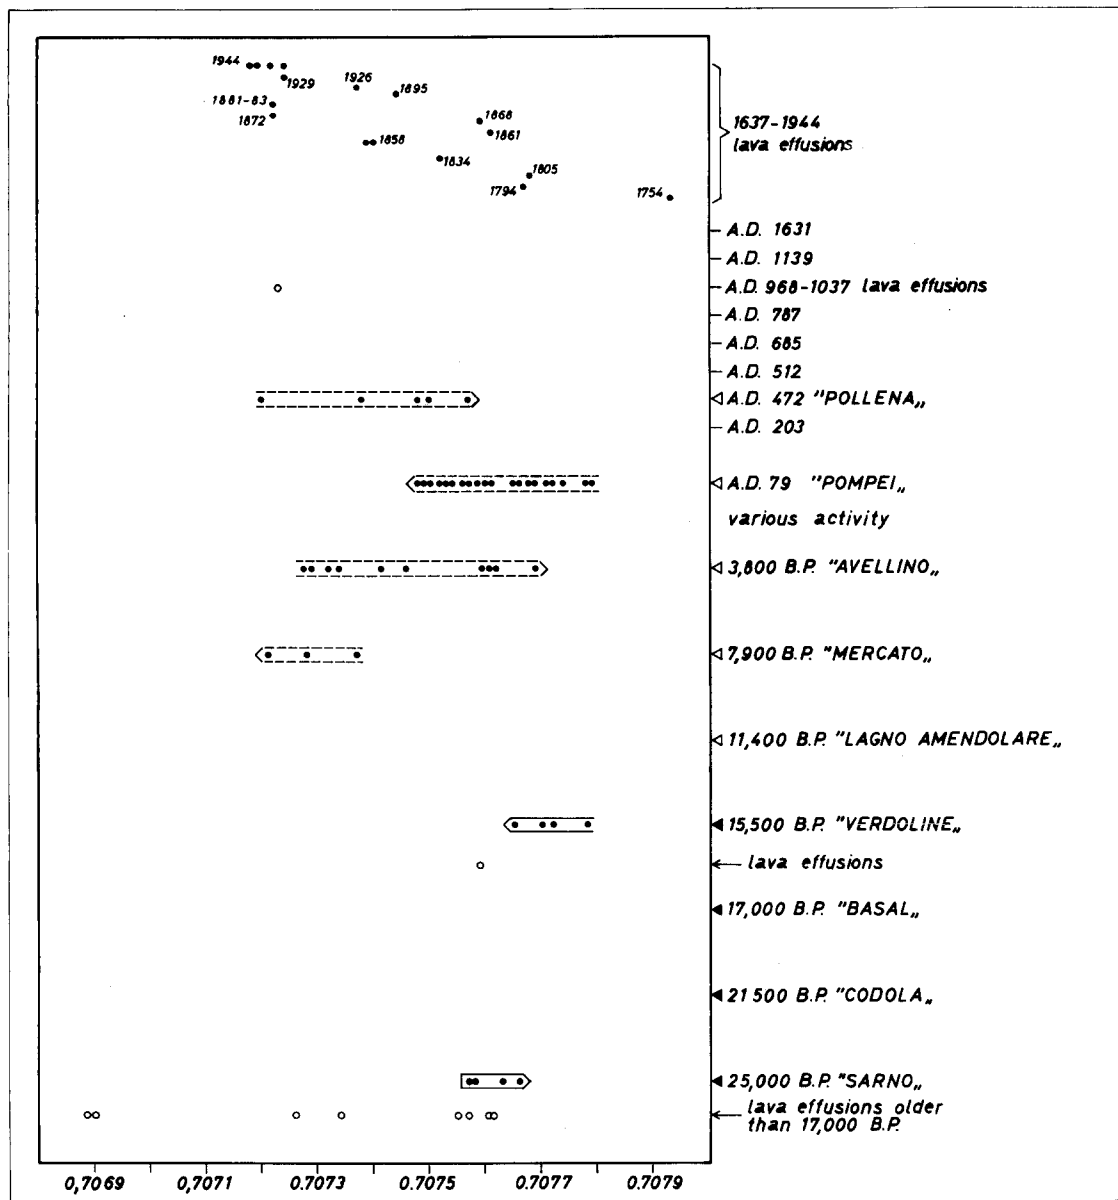 1944
1929
1926
1895
1881-83
1872
1868
1861
1858
1834
1805
1794
1754
1637-1944
lava effusions
A.D. 1631
A.D. 1139
A.D. 968-1037 lava effusions
A.D. 787
A.D. 685
A.D. 512
A.D. 472 "POLLENA„
A.D. 203
A.D. 79 "POMPEI„
various activity
3,800 B.P. "AVELLINO„
7,900 B.P. "MERCATO„
11,400 B.P. "LAGNO AMENDOLARE„
15,500 B.P. "VERDOLINE„
lava effusions
17,000 B.P. "BASAL„
21500 B.P. "CODOLA„
25,000 B.P. "SARNO„
lava effusions older
than 17,000 B.P.
0,7069 0,7071 0.7073 0.7075 0.7077 0.7079